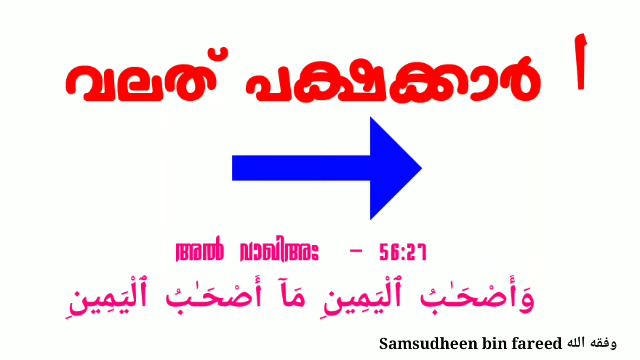 വലത് പക്ഷക്കാർ !
അൽ വാഖിഅഃ - 56:27
وَأَصْحَـٰبُ ٱلْيَمِينِ مَآ أَصْحَـٰبُ ٱلْيَمِينِ
Samsudheen bin fareed وفقه الله